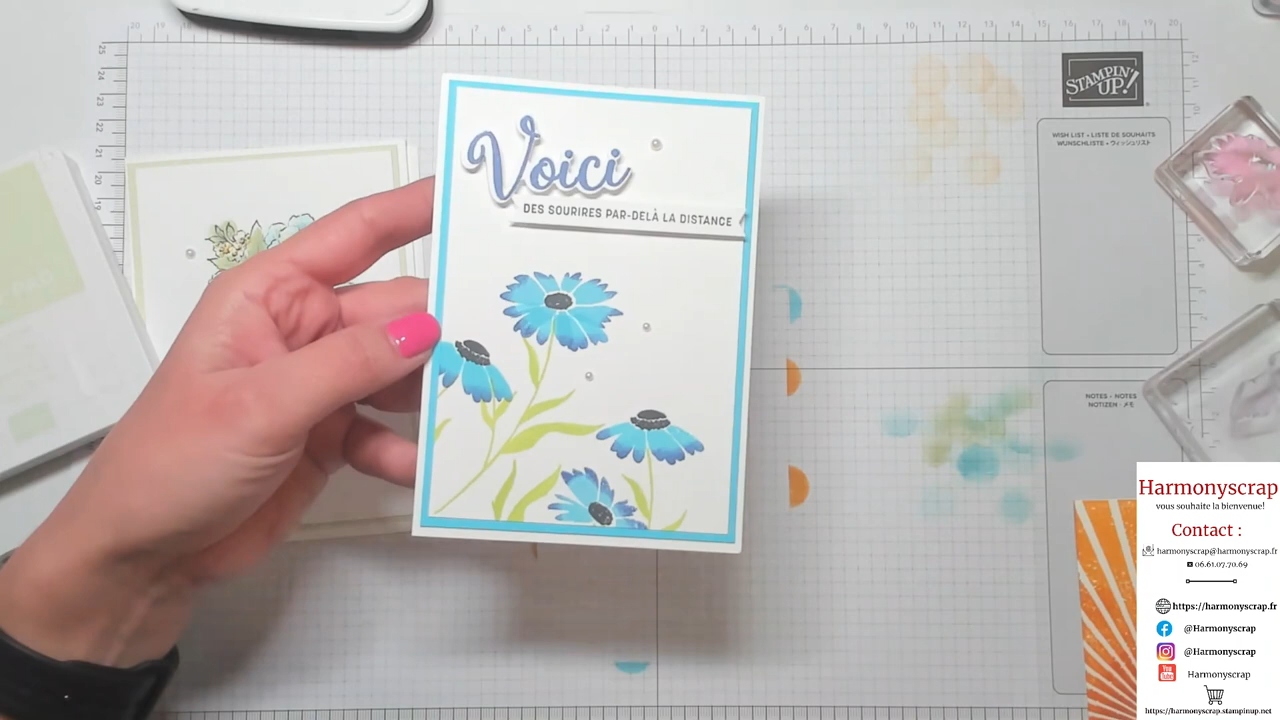 STAMPIN' UP!
WISH LIST • LISTE DE SOUHAITS
WUNSCHLISTE • ウィッシュリスト
Voici
DES SOURIRES PAR-DELÀ LA DISTANCE
NOTES • NOTES
NOTIZEN • メモ
Harmonyscrap
vous souhaite la bienvenue!
Contact :
harmonyscrap@harmonyscrap.fr
06.61.07.70.69
https://harmonyscrap.fr
@Harmonyscrap
@Harmonyscrap
You Tube
Harmonyscrap
https://harmonyscrap.stampinup.net